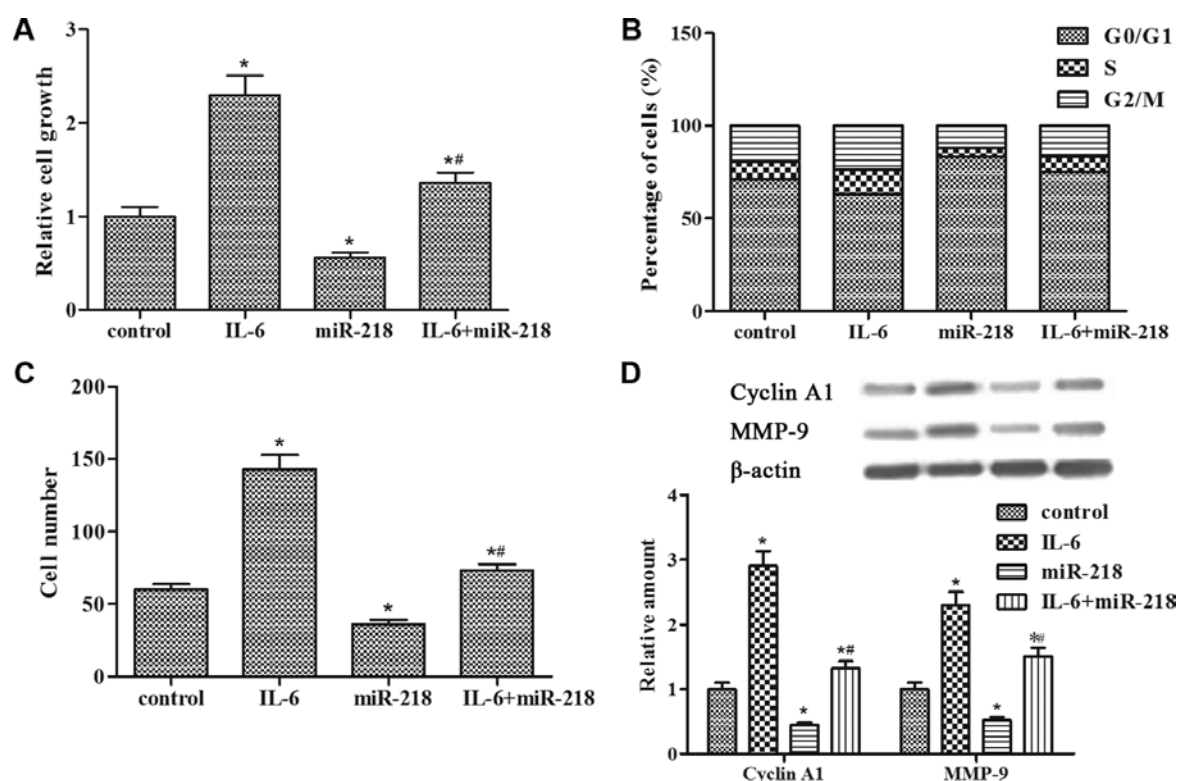 A
Relative cell growth
3
2
1
0
*
*
*#
control IL-6 miR-218 IL-6+miR-218
B
Percentage of cells (%)
150
100
50
0
G0/G1
S
G2/M
control IL-6 miR-218 IL-6+miR-218
C
Cell number
200
150
100
50
0
*
*
*#
control IL-6 miR-218 IL-6+miR-218
D
Cyclin A1
MMP-9
β-actin
Relative amount
4
3
2
1
0
control
IL-6
miR-218
IL-6+miR-218
*
*
*#
*
*
*#
Cyclin A1 MMP-9